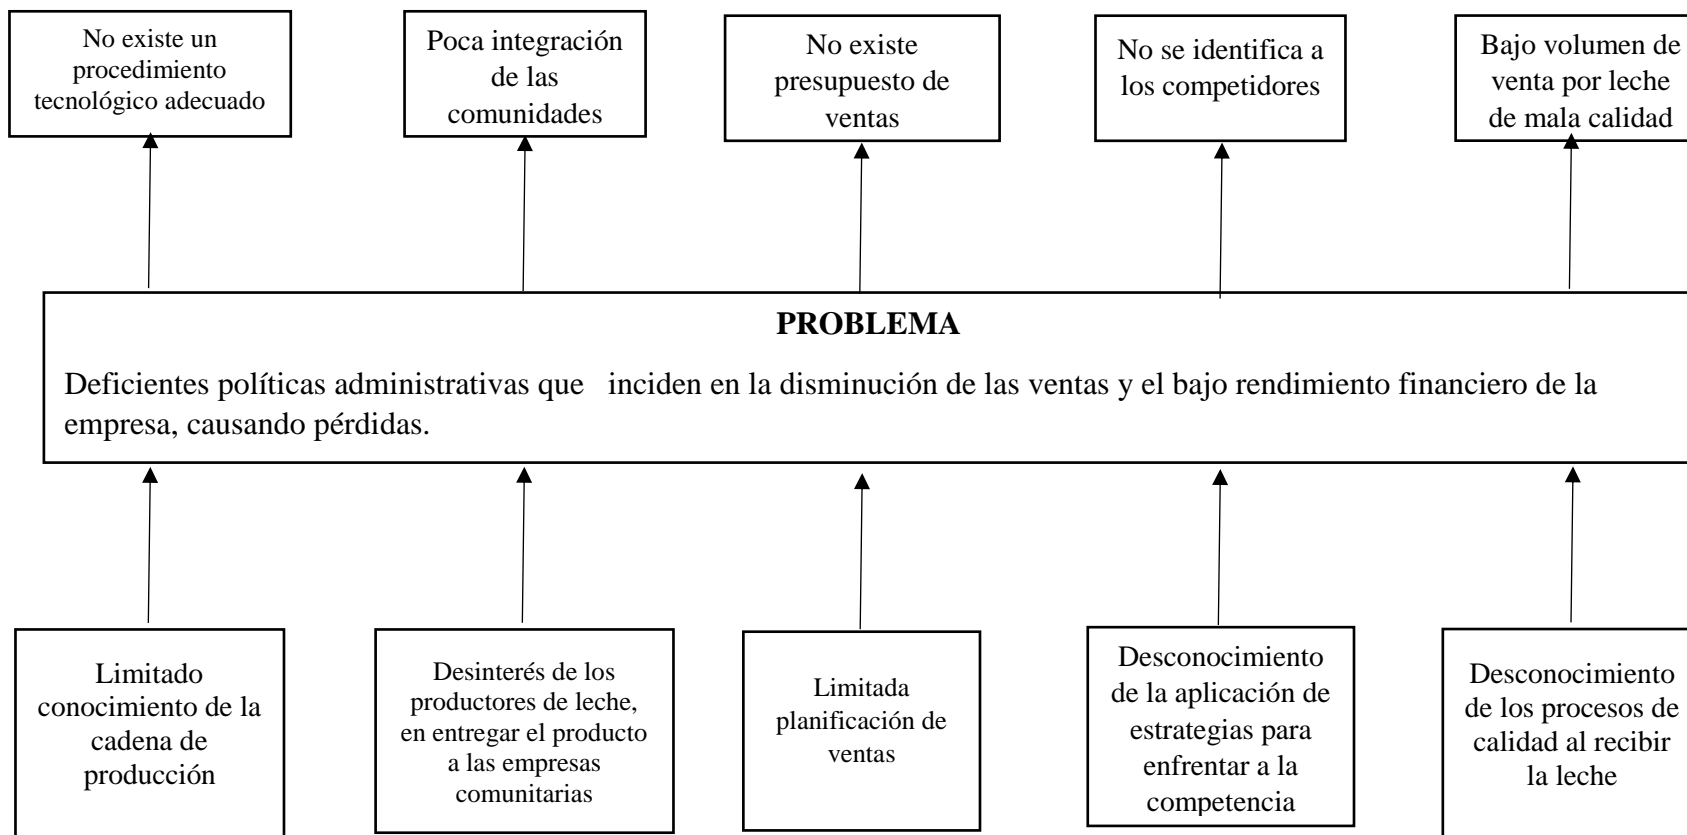 No existe un
procedimiento
tecnológico adecuado
Poca integración
de las
comunidades
No existe
presupuesto de
ventas
No se identifica a
los competidores
Bajo volumen de
venta por leche
de mala calidad
PROBLEMA
Deficientes políticas administrativas que inciden en la disminución de las ventas y el bajo rendimiento financiero de la
empresa, causando pérdidas.
Limitado
conocimiento de la
cadena de
producción
Desinterés de los
productores de leche,
en entregar el producto
a las empresas
comunitarias
Limitada
planificación de
ventas
Desconocimiento
de la aplicación de
estrategias para
enfrentar a la
competencia
Desconocimiento
de los procesos de
calidad al recibir
la leche